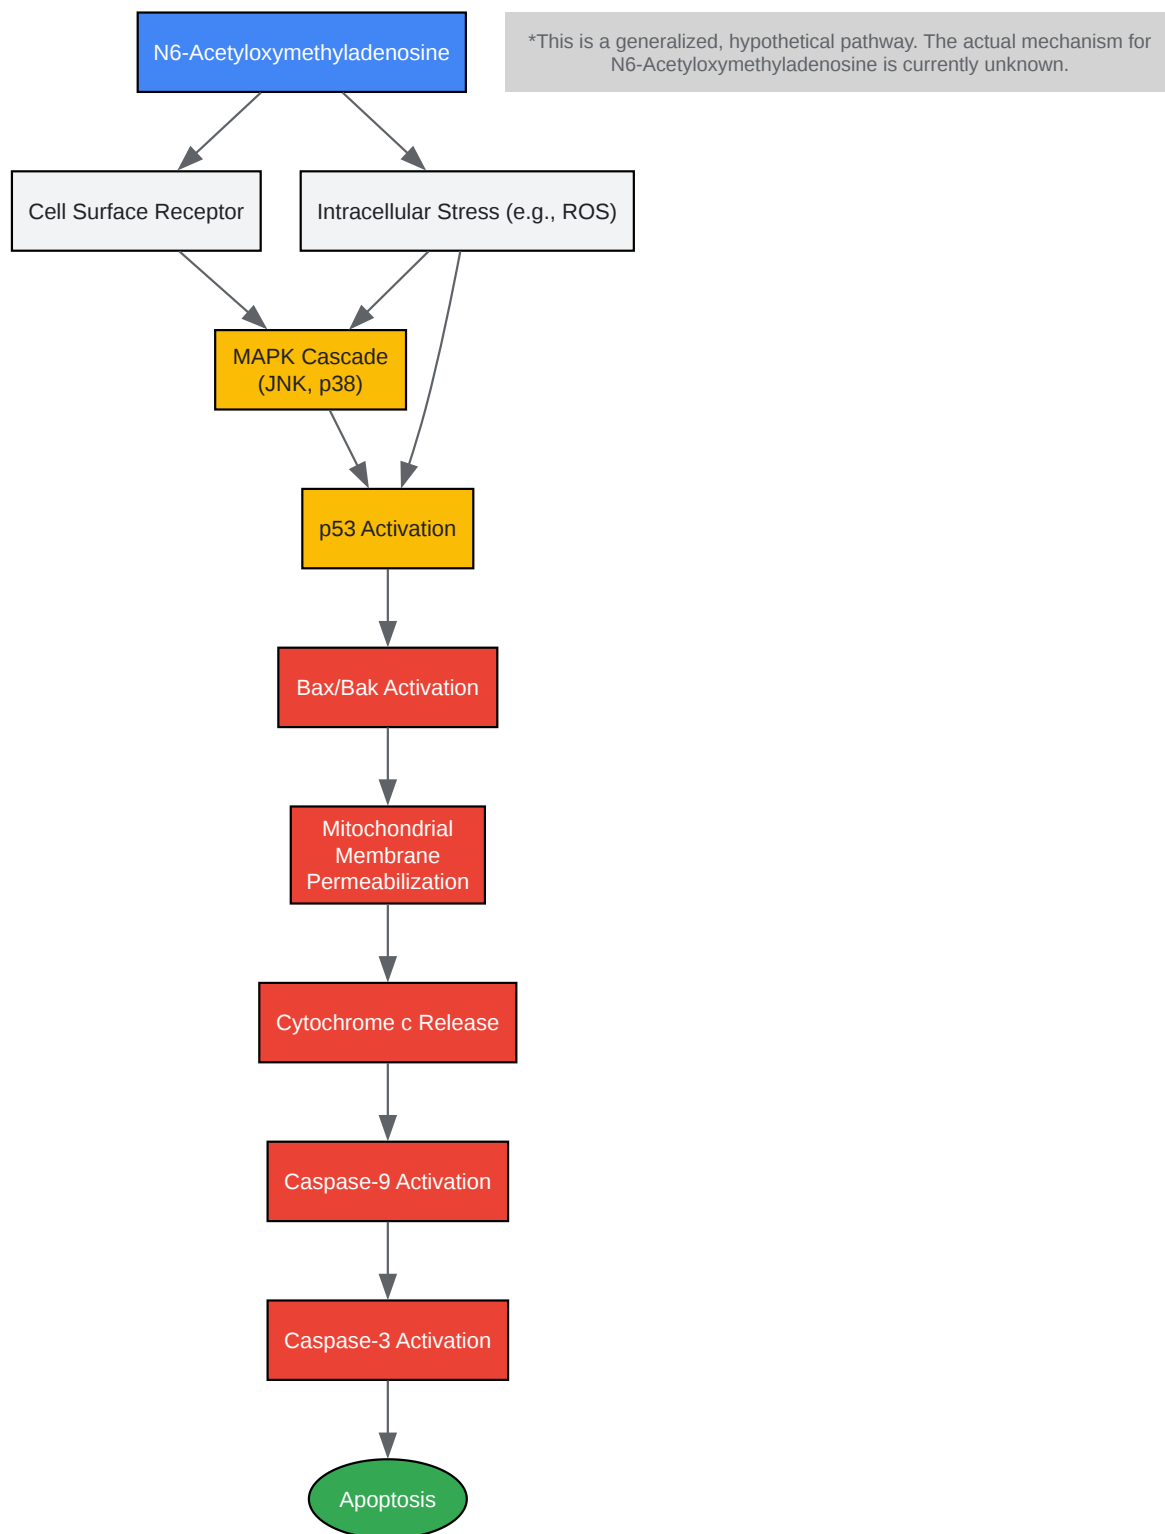 N6-Acetyloxymethyladenosine
*This is a generalized, hypothetical pathway. The actual mechanism for
N6-Acetyloxymethyladenosine is currently unknown.
Cell Surface Receptor
Intracellular Stress (e.g., ROS)
MAPK Cascade
(JNK, p38)
p53 Activation
Bax/Bak Activation
Mitochondrial
Membrane
Permeabilization
Cytochrome c Release
Caspase-9 Activation
Caspase-3 Activation
Apoptosis